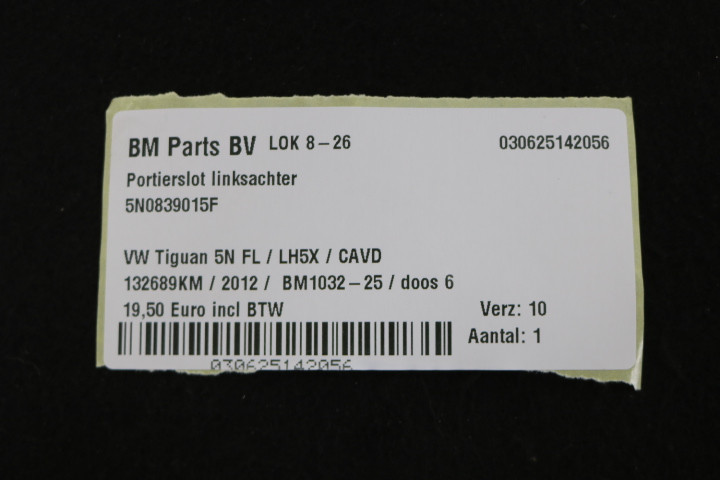 BM Parts BV LOK 8-26 030625142056
Portierslot linksachter
5N0839015F
VW Tiguan 5N FL / LH5X / CAVD
132689KM / 2012 / BM1032-25 / doos 6
19,50 Euro incl BTW Verz: 10
Aantal: 1
030625142056